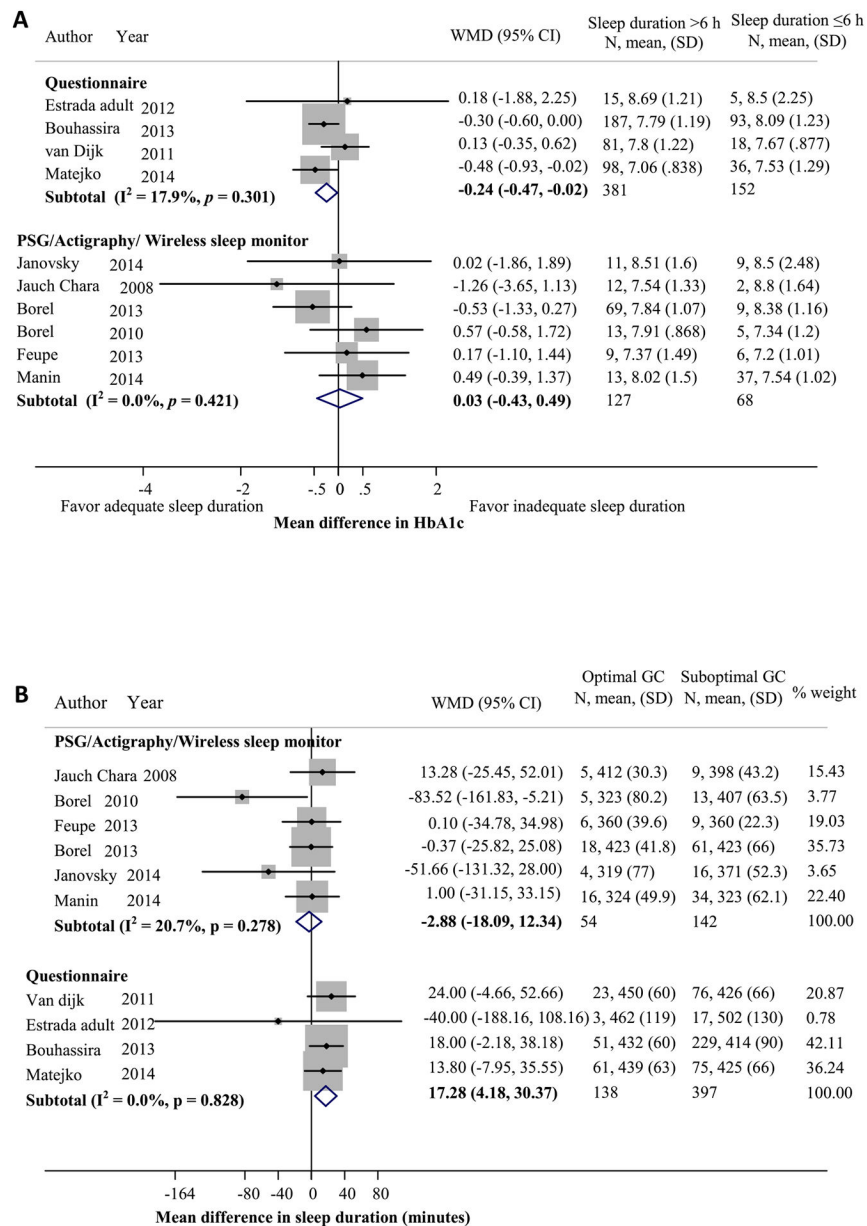 A
Author Year WMD (95% CI) Sleep duration >6 h Sleep duration ≤6 h
N, mean, (SD) N, mean, (SD)
Questionnaire
Estrada adult 2012 0.18 (-1.88, 2.25) 15, 8.69 (1.21) 5, 8.5 (2.25)
Bouhassira 2013 -0.30 (-0.60, 0.00) 187, 7.79 (1.19) 93, 8.09 (1.23)
van Dijk 2011 0.13 (-0.35, 0.62) 81, 7.8 (1.22) 18, 7.67 (.877)
Matejko 2014 -0.48 (-0.93, -0.02) 98, 7.06 (.838) 36, 7.53 (1.29)
Subtotal (I² = 17.9%, p = 0.301) -0.24 (-0.47, -0.02) 381 152
PSG/Actigraphy/ Wireless sleep monitor
Janovsky 2014 0.02 (-1.86, 1.89) 11, 8.51 (1.6) 9, 8.5 (2.48)
Jauch Chara 2008 -1.26 (-3.65, 1.13) 12, 7.54 (1.33) 2, 8.8 (1.64)
Borel 2013 -0.53 (-1.33, 0.27) 69, 7.84 (1.07) 9, 8.38 (1.16)
Borel 2010 0.57 (-0.58, 1.72) 13, 7.91 (.868) 5, 7.34 (1.2)
Feupe 2013 0.17 (-1.10, 1.44) 9, 7.37 (1.49) 6, 7.2 (1.01)
Manin 2014 0.49 (-0.39, 1.37) 13, 8.02 (1.5) 37, 7.54 (1.02)
Subtotal (I² = 0.0%, p = 0.421) 0.03 (-0.43, 0.49) 127 68
-4 -2 -.5 0 .5 2
Favor adequate sleep duration Favor inadequate sleep duration
Mean difference in HbA1c
B
Author Year WMD (95% CI) Optimal GC Suboptimal GC % weight
N, mean, (SD) N, mean, (SD)
PSG/Actigraphy/Wireless sleep monitor
Jauch Chara 2008 13.28 (-25.45, 52.01) 5, 412 (30.3) 9, 398 (43.2) 15.43
Borel 2010 -83.52 (-161.83, -5.21) 5, 323 (80.2) 13, 407 (63.5) 3.77
Feupe 2013 0.10 (-34.78, 34.98) 6, 360 (39.6) 9, 360 (22.3) 19.03
Borel 2013 -0.37 (-25.82, 25.08) 18, 423 (41.8) 61, 423 (66) 35.73
Janovsky 2014 -51.66 (-131.32, 28.00) 4, 319 (77) 16, 371 (52.3) 3.65
Manin 2014 1.00 (-31.15, 33.15) 16, 324 (49.9) 34, 323 (62.1) 22.40
Subtotal (I² = 20.7%, p = 0.278) -2.88 (-18.09, 12.34) 54 142 100.00
Questionnaire
Van dijk 2011 24.00 (-4.66, 52.66) 23, 450 (60) 76, 426 (66) 20.87
Estrada adult 2012 -40.00 (-188.16, 108.16) 3, 462 (119) 17, 502 (130) 0.78
Bouhassira 2013 18.00 (-2.18, 38.18) 51, 432 (60) 229, 414 (90) 42.11
Matejko 2014 13.80 (-7.95, 35.55) 61, 439 (63) 75, 425 (66) 36.24
Subtotal (I² = 0.0%, p = 0.828) 17.28 (4.18, 30.37) 138 397 100.00
-164 -80 -40 0 40 80
Mean difference in sleep duration (minutes)